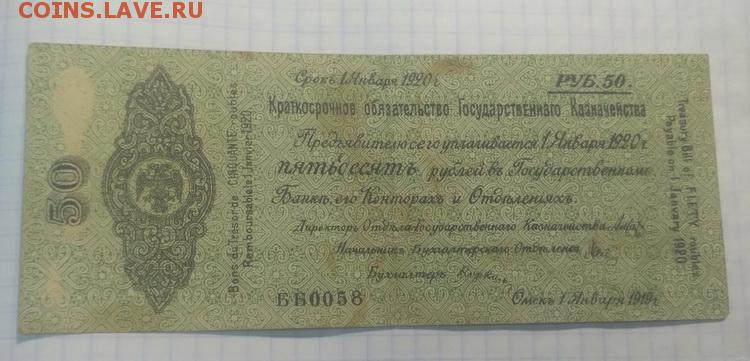 COINS.LAVE.RU
Срокъ 1 Января 1920 г.
РУБ. 50.
Краткосрочное обязательство Государственнаго Казначейства
Предъявителю сего уплачивается 1 Января 1920 г.
пятьдесятъ рублей въ Государственномъ
Банкѣ, его Конторахъ и Отдѣленіяхъ.
Директоръ Отдѣла Государственнаго Казначейства
Начальникъ Бухгалтерскаго Отдѣленія
Бухгалтеръ
ББ0058
Омскъ 1 Января 1919 г.
50
Bons du trésor de CINQUANTE roubles
Remboursable le 1 Janvier 1920.
Treasury Bill of FIFTY roubles
Payable on 1 January 1920.